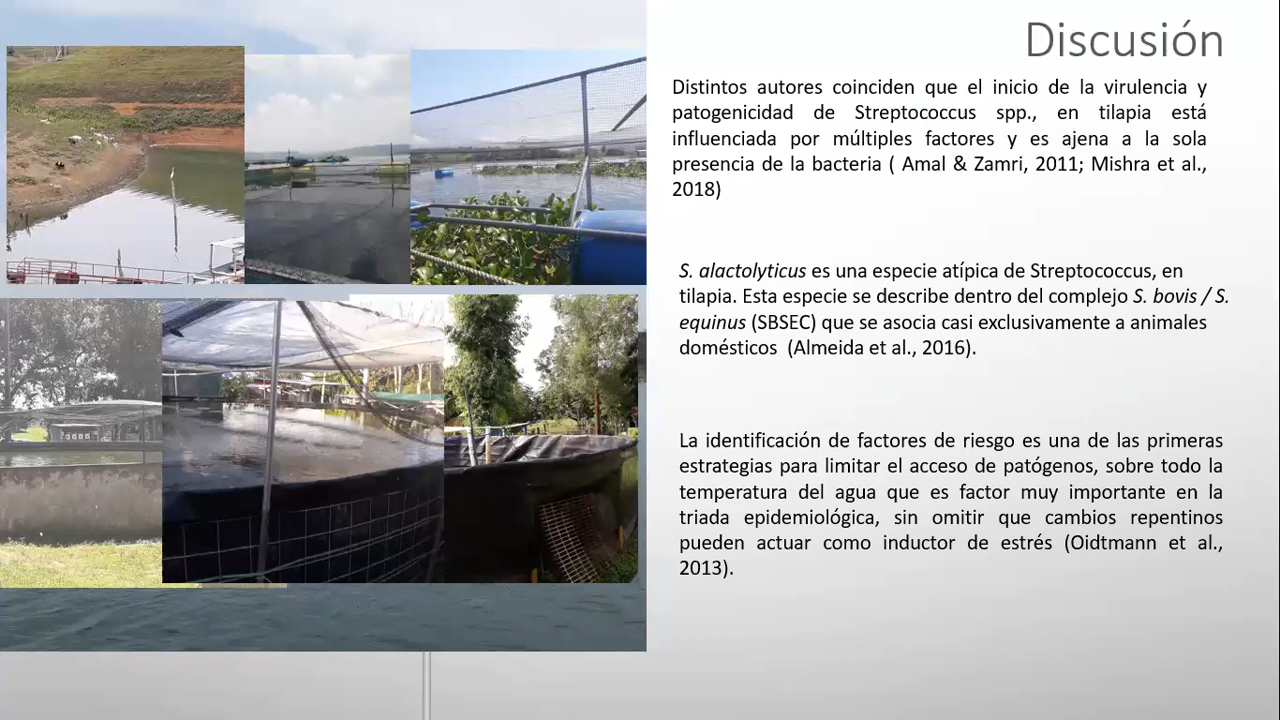 Discusión
Distintos autores coinciden que el inicio de la virulencia y
patogenicidad de Streptococcus spp., en tilapia está
influenciada por múltiples factores y es ajena a la sola
presencia de la bacteria ( Amal & Zamri, 2011; Mishra et al.,
2018)
S. alactolyticus es una especie atípica de Streptococcus, en
tilapia. Esta especie se describe dentro del complejo S. bovis / S.
equinus (SBSEC) que se asocia casi exclusivamente a animales
domésticos (Almeida et al., 2016).
La identificación de factores de riesgo es una de las primeras
estrategias para limitar el acceso de patógenos, sobre todo la
temperatura del agua que es factor muy importante en la
triada epidemiológica, sin omitir que cambios repentinos
pueden actuar como inductor de estrés (Oidtmann et al.,
2013).